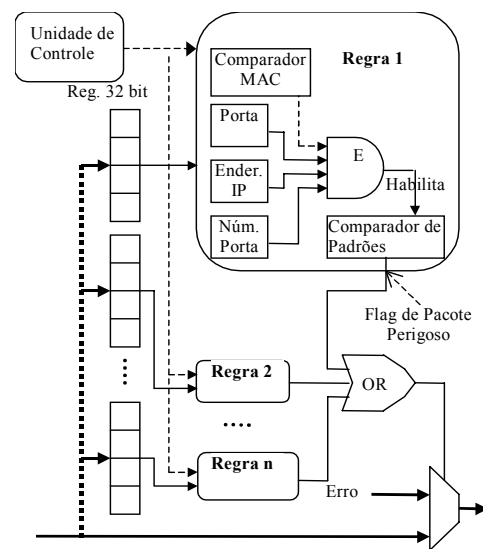 Unidade de
Controle
Reg. 32 bit
Comparador
MAC
Regra 1
Porta
Ender.
IP
Núm.
Porta
E
Habilita
Comparador de
Padrões
Flag de Pacote
Perigoso
Regra 2
OR
Regra n
Erro